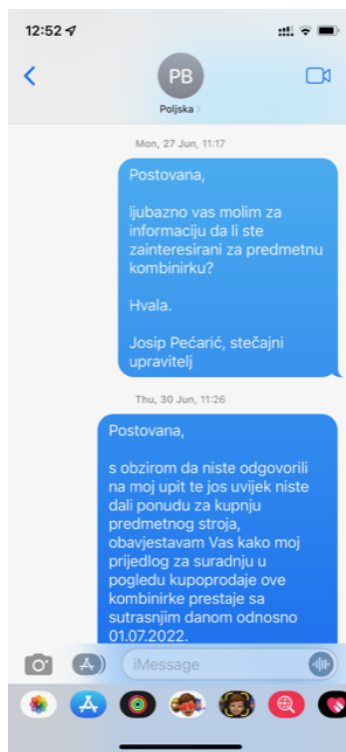 12:52
PB
Poljska
Mon, 27 Jun, 11:17
Postovana,
ljubazno vas molim za
informaciju da li ste
zainteresirani za predmetnu
kombinirku?
Hvala.
Josip Pećarić, stečajni
upravitelj
Thu, 30 Jun, 11:26
Postovana,
s obzirom da niste odgovorili
na moj upit te jos uvijek niste
dali ponudu za kupnju
predmetnog stroja,
obavjestavam Vas kako moj
prijedlog za suradnju u
pogledu kupoprodaje ove
kombinirke prestaje sa
sutrasnjim danom odnosno
01.07.2022.
iMessage